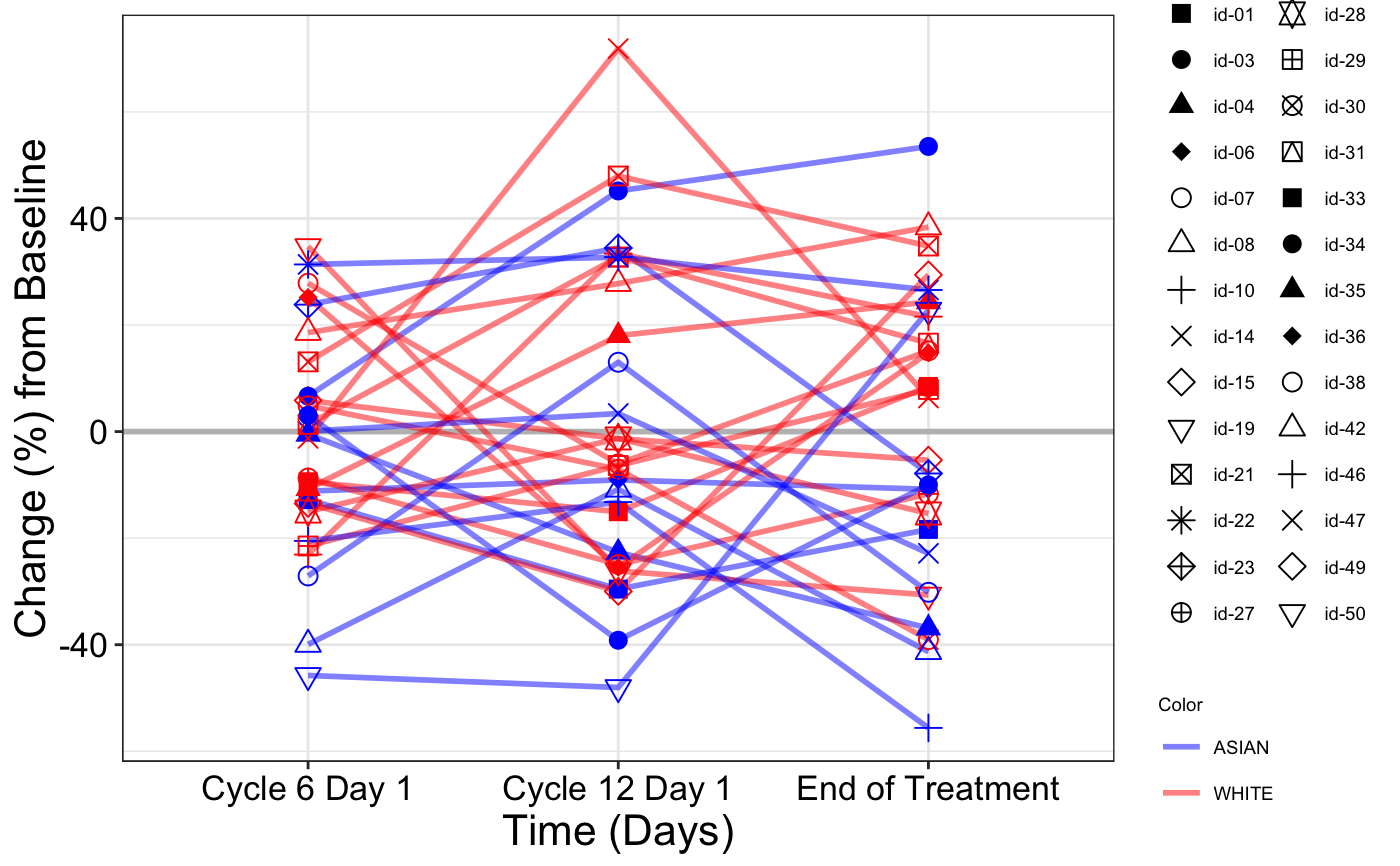 Change (%) from Baseline
40
0
-40
Cycle 6 Day 1
Cycle 12 Day 1
End of Treatment
Time (Days)
id-01
id-03
id-04
id-06
id-07
id-08
id-10
id-14
id-15
id-19
id-21
id-22
id-23
id-27
id-28
id-29
id-30
id-31
id-33
id-34
id-35
id-36
id-38
id-42
id-46
id-47
id-49
id-50
Color
ASIAN
WHITE